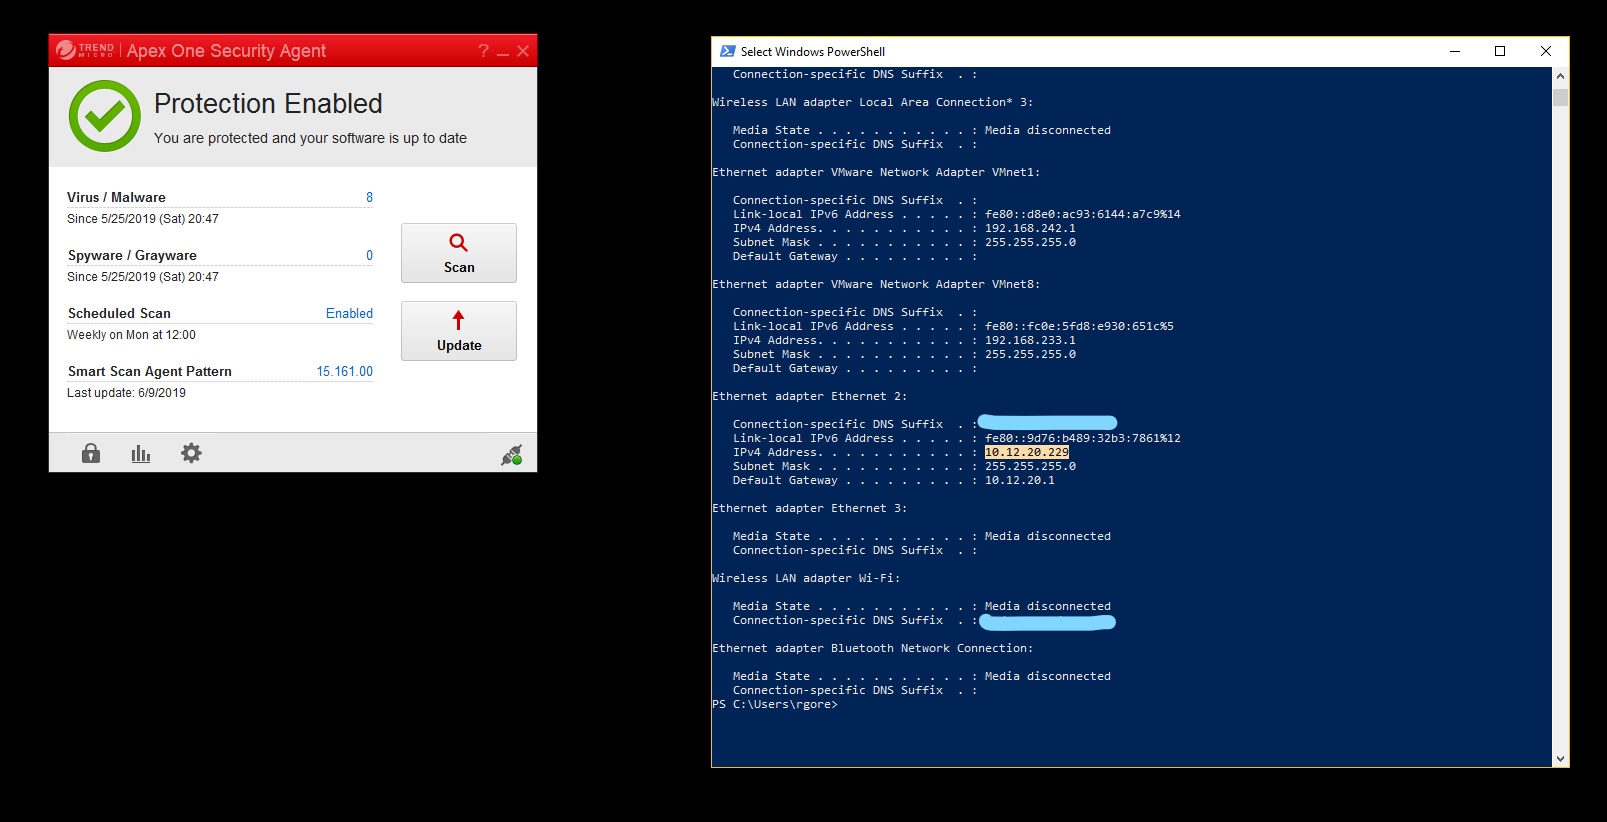 TREND MICRO | Apex One Security Agent
Protection Enabled
You are protected and your software is up to date
Virus / Malware 8
Since 5/25/2019 (Sat) 20:47
Spyware / Grayware 0
Since 5/25/2019 (Sat) 20:47
Scheduled Scan Enabled
Weekly on Mon at 12:00
Smart Scan Agent Pattern 15.161.00
Last update: 6/9/2019
Scan
Update
Select Windows PowerShell
Connection-specific DNS Suffix  . :
Wireless LAN adapter Local Area Connection* 3:
Media State . . . . . . . . . . . : Media disconnected
Connection-specific DNS Suffix  . :
Ethernet adapter VMware Network Adapter VMnet1:
Connection-specific DNS Suffix  . :
Link-local IPv6 Address . . . . . : fe80::d8e0:ac93:6144:a7c9%14
IPv4 Address. . . . . . . . . . . : 192.168.242.1
Subnet Mask . . . . . . . . . . . : 255.255.255.0
Default Gateway . . . . . . . . . :
Ethernet adapter VMware Network Adapter VMnet8:
Connection-specific DNS Suffix  . :
Link-local IPv6 Address . . . . . : fe80::fc0e:5fd8:e930:651c%5
IPv4 Address. . . . . . . . . . . : 192.168.233.1
Subnet Mask . . . . . . . . . . . : 255.255.255.0
Default Gateway . . . . . . . . . :
Ethernet adapter Ethernet 2:
Connection-specific DNS Suffix  . :
Link-local IPv6 Address . . . . . : fe80::9d76:b489:32b3:7861%12
IPv4 Address. . . . . . . . . . . : 10.12.20.229
Subnet Mask . . . . . . . . . . . : 255.255.255.0
Default Gateway . . . . . . . . . : 10.12.20.1
Ethernet adapter Ethernet 3:
Media State . . . . . . . . . . . : Media disconnected
Connection-specific DNS Suffix  . :
Wireless LAN adapter Wi-Fi:
Media State . . . . . . . . . . . : Media disconnected
Connection-specific DNS Suffix  . :
Ethernet adapter Bluetooth Network Connection:
Media State . . . . . . . . . . . : Media disconnected
Connection-specific DNS Suffix  . :
PS C:\Users\rgore>